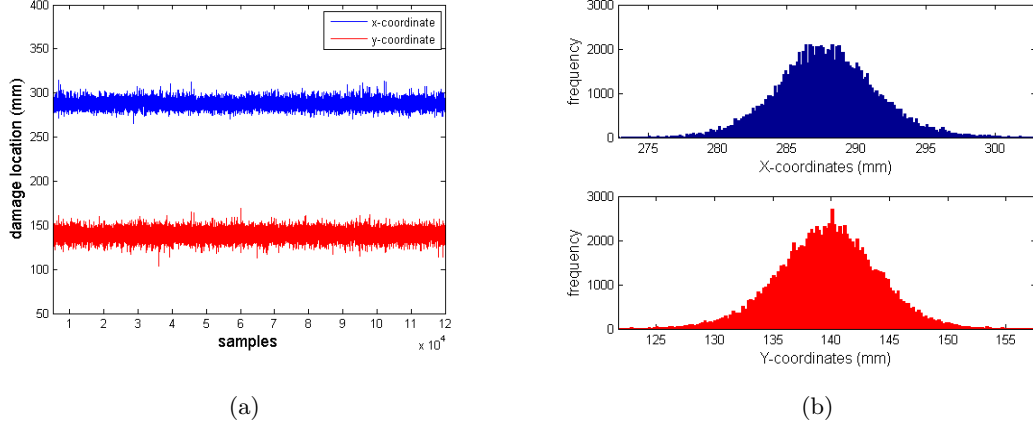 400
350
300
250
200
150
100
50
damage location (mm)
x-coordinate
y-coordinate
1 2 3 4 5 6 7 8 9 10 11 12
samples
× 10⁴
(a)
3000
2000
1000
0
frequency
275 280 285 290 295 300
X-coordinates (mm)
3000
2000
1000
0
frequency
125 130 135 140 145 150 155
Y-coordinates (mm)
(b)